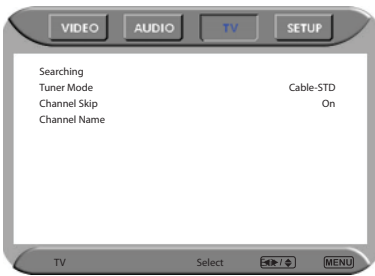 VIDEO AUDIO TV SETUP
Searching
Tuner Mode Cable-STD
Channel Skip On
Channel Name
TV Select / MENU